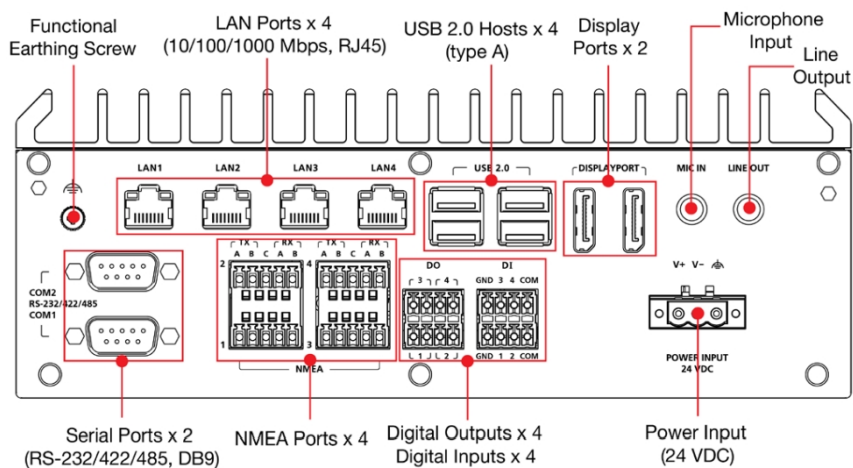 Functional
Earthing Screw
LAN Ports x 4
(10/100/1000 Mbps, RJ45)
USB 2.0 Hosts x 4
(type A)
Display
Ports x 2
Microphone
Input
Line
Output
LAN1 LAN2 LAN3 LAN4
USB 2.0
DISPLAYPORT
MIC IN
LINE OUT
TX RX TX RX
A B C A B A B C A B
2 4
1 3
NMEA
COM2
RS-232/422/485
COM1
DO DI
3 4 GND 3 4 COM
1 2 GND 1 2 COM
V+ V-
POWER INPUT
24 VDC
Serial Ports x 2
(RS-232/422/485, DB9)
NMEA Ports x 4
Digital Outputs x 4
Digital Inputs x 4
Power Input
(24 VDC)